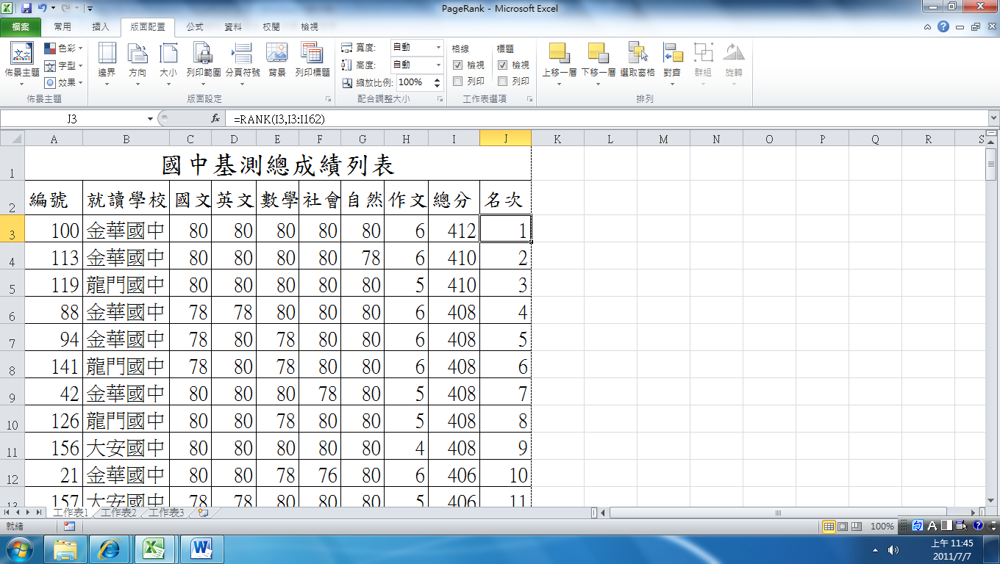 PageRank - Microsoft Excel
檔案 常用 插入 版面配置 公式 資料 校閱 檢視
佈景主題 色彩 字型 效果 邊界 方向 大小 列印範圍 分頁符號 背景 列印標題 寬度: 自動 高度: 自動 縮放比例: 100% 格線 檢視 列印 標題 檢視 列印 上移一層 下移一層 選取窗格 對齊 群組 旋轉
佈景主題 版面設定 配合調整大小 工作表選項 排列
J3 fx =RANK(I3,I3:I162)
A B C D E F G H I J K L M N O P Q R S
1 國中基測總成績列表
2 編號 就讀學校 國文 英文 數學 社會 自然 作文 總分 名次
3 100 金華國中 80 80 80 80 80 6 412 1
4 113 金華國中 80 80 80 80 78 6 410 2
5 119 龍門國中 80 80 80 80 80 5 410 3
6 88 金華國中 78 78 80 80 80 6 408 4
7 94 金華國中 78 80 78 80 80 6 408 5
8 141 龍門國中 78 80 78 80 80 6 408 6
9 42 金華國中 80 80 80 78 80 5 408 7
10 126 龍門國中 80 80 78 80 80 5 408 8
11 156 大安國中 80 80 80 80 80 4 408 9
12 21 金華國中 80 80 78 76 80 6 406 10
13 157 大安國中 78 78 80 80 80 5 406 11
工作表1 工作表2 工作表3
就緒 100%
上午 11:45
2011/7/7